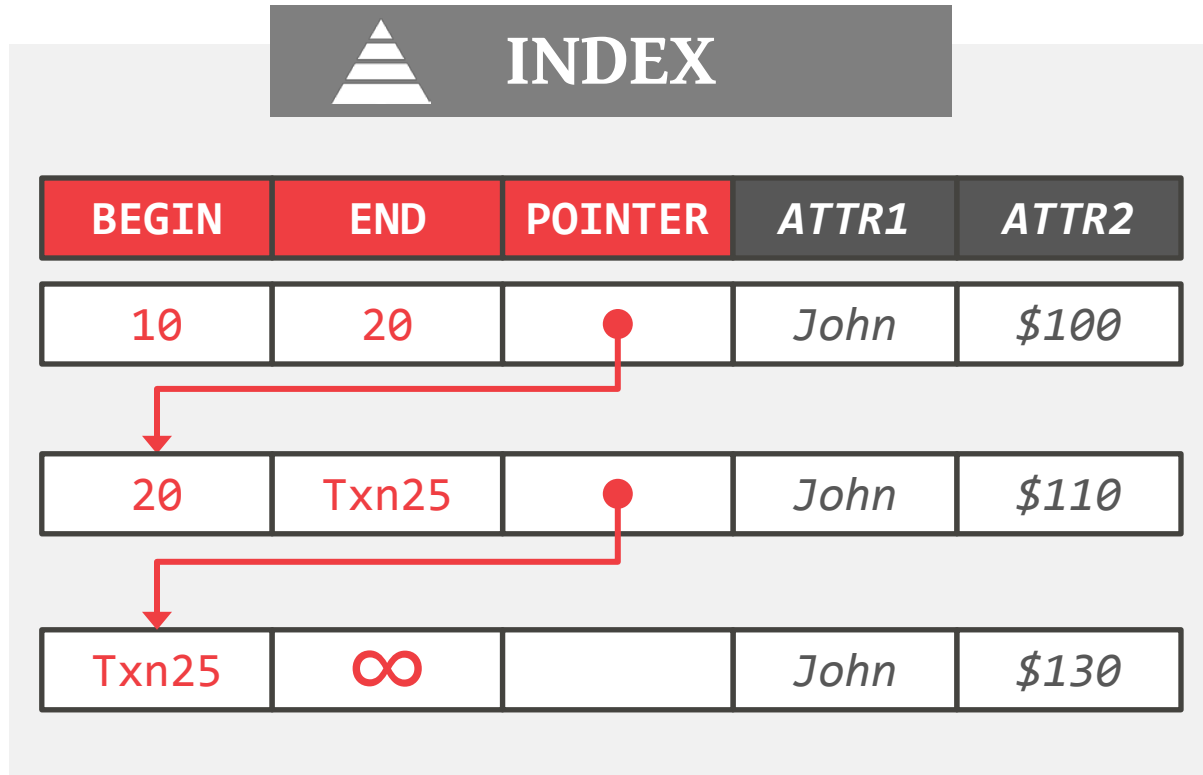 INDEX
BEGIN END POINTER ATTR1 ATTR2
10 20 John $100
20 Txn25 John $110
Txn25 ∞ John $130